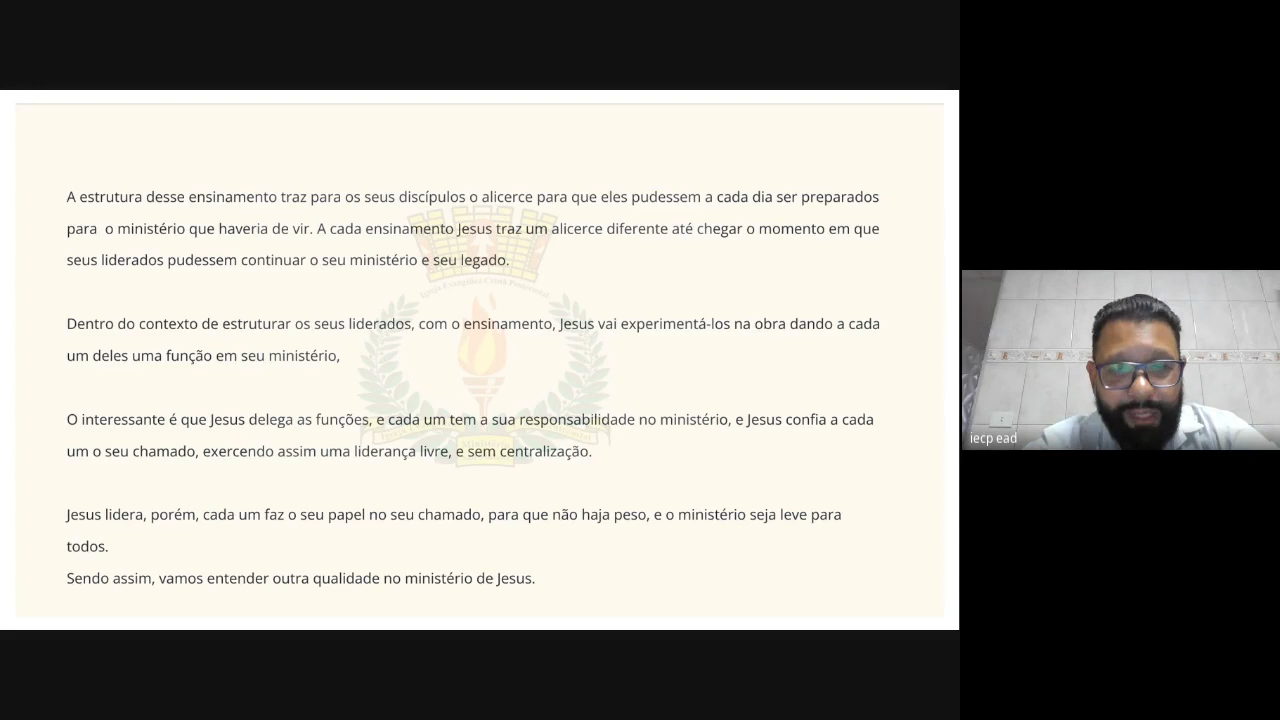 A estrutura desse ensinamento traz para os seus discípulos o alicerce para que eles pudessem a cada dia ser preparados
para o ministério que haveria de vir. A cada ensinamento Jesus traz um alicerce diferente até chegar o momento em que
seus liderados pudessem continuar o seu ministério e seu legado.
Dentro do contexto de estruturar os seus liderados, com o ensinamento, Jesus vai experimentá-los na obra dando a cada
um deles uma função em seu ministério,
O interessante é que Jesus delega as funções, e cada um tem a sua responsabilidade no ministério, e Jesus confia a cada
um o seu chamado, exercendo assim uma liderança livre, e sem centralização.
Jesus lidera, porém, cada um faz o seu papel no seu chamado, para que não haja peso, e o ministério seja leve para
todos.
Sendo assim, vamos entender outra qualidade no ministério de Jesus.
iecp ead